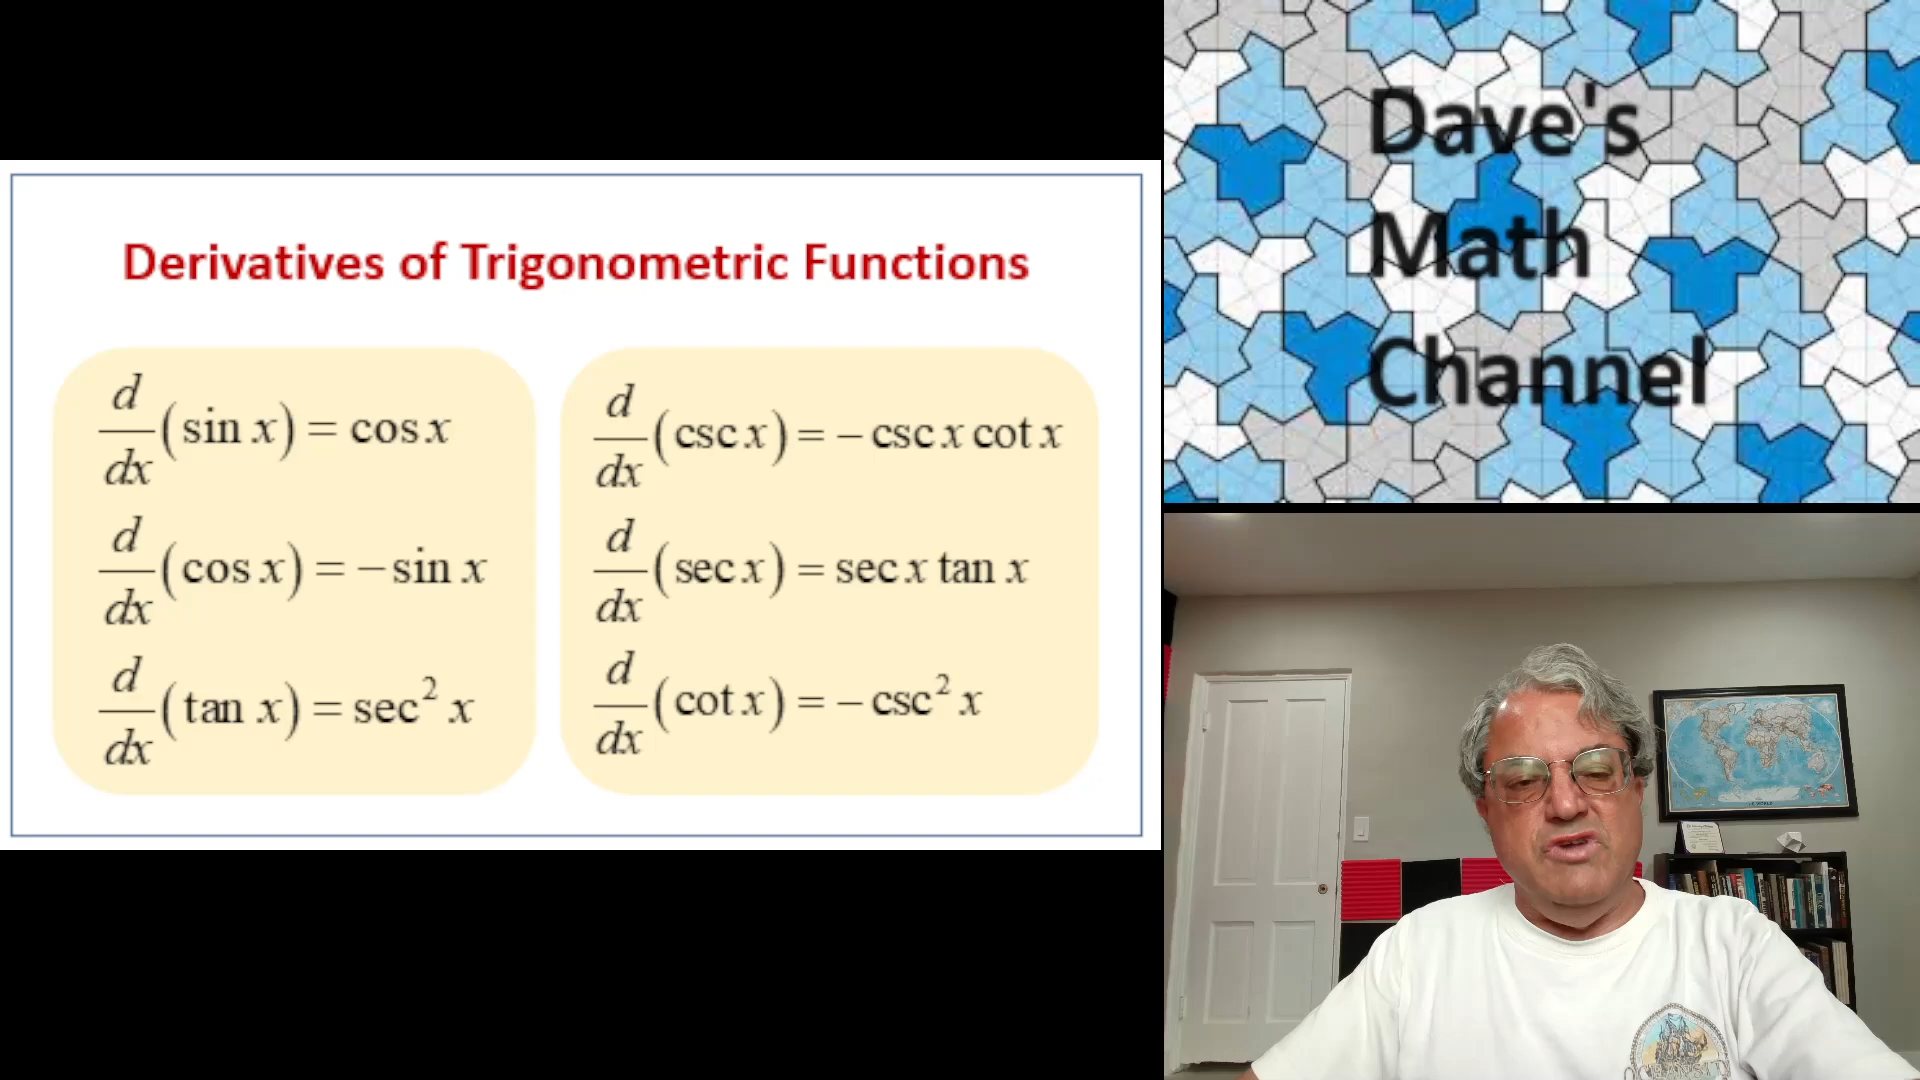 Derivatives of Trigonometric Functions
d/dx (sin x) = cos x
d/dx (cos x) = − sin x
d/dx (tan x) = sec² x
d/dx (csc x) = − csc x cot x
d/dx (sec x) = sec x tan x
d/dx (cot x) = − csc² x
Dave's
Math
Channel